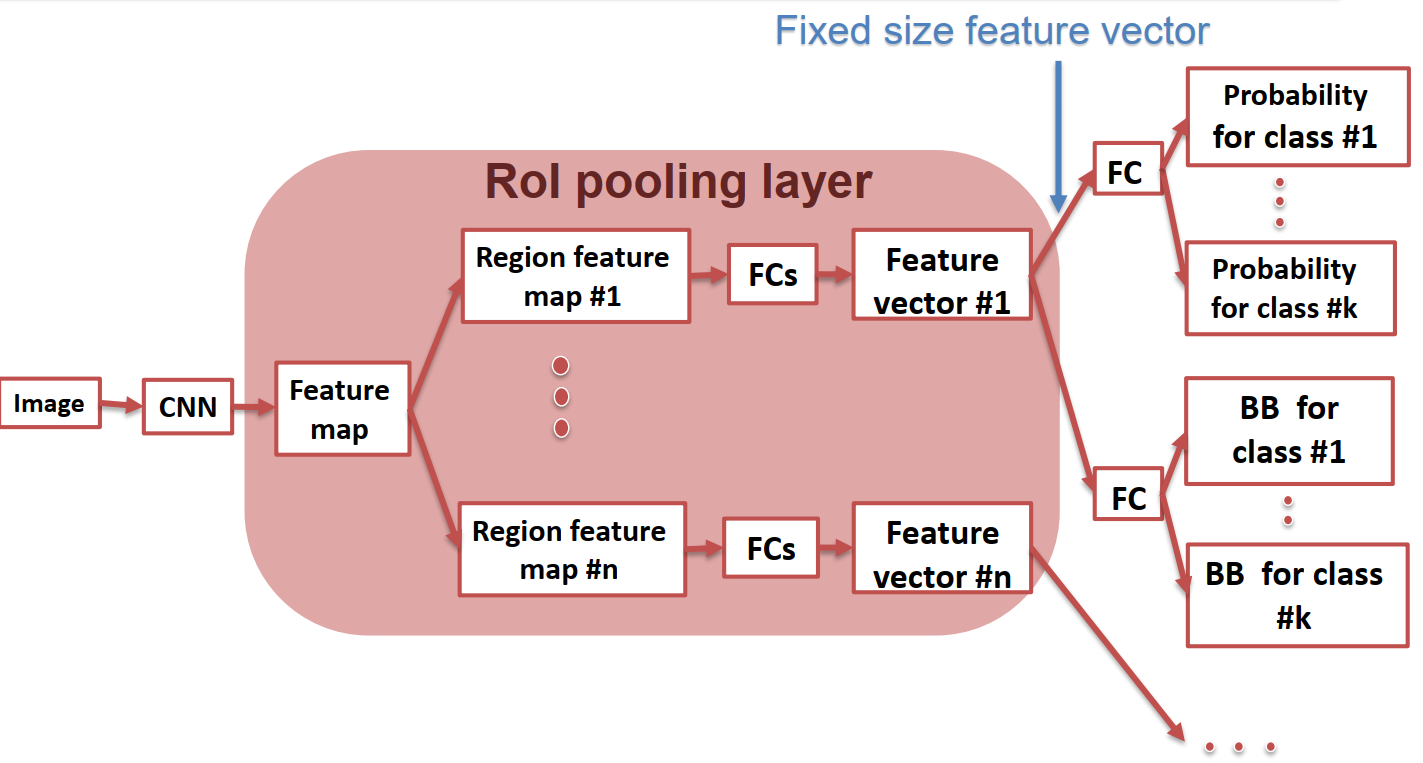 Fixed size feature vector
RoI pooling layer
Image
CNN
Feature
map
Region feature
map #1
FCs
Feature
vector #1
Region feature
map #n
FCs
Feature
vector #n
FC
Probability
for class #1
Probability
for class #k
FC
BB for
class #1
BB for class
#k